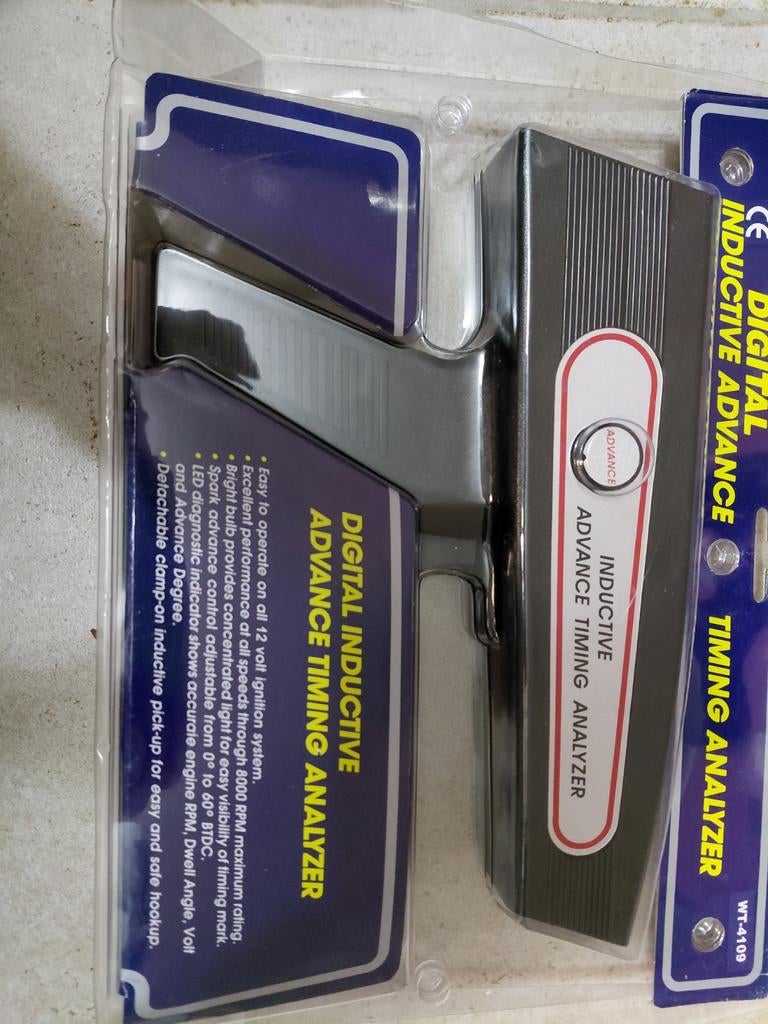 CE
DIGITAL
INDUCTIVE ADVANCE TIMING ANALYZER
WT-4109
ADVANCE
INDUCTIVE
ADVANCE TIMING ANALYZER
DIGITAL INDUCTIVE
ADVANCE TIMING ANALYZER
• Easy to operate on all 12 volt ignition system.
• Excellent performance at all speeds through 8000 RPM maximum rating.
• Bright bulb provides concentrated light for easy visibility of timing mark.
• Spark advance control adjustable from 0° to 60° BTDC.
• LED diagnostic indicator shows accurate engine RPM, Dwell Angle, Volt
and Advance Degree.
• Detachable clamp-on inductive pick-up for easy and safe hookup.